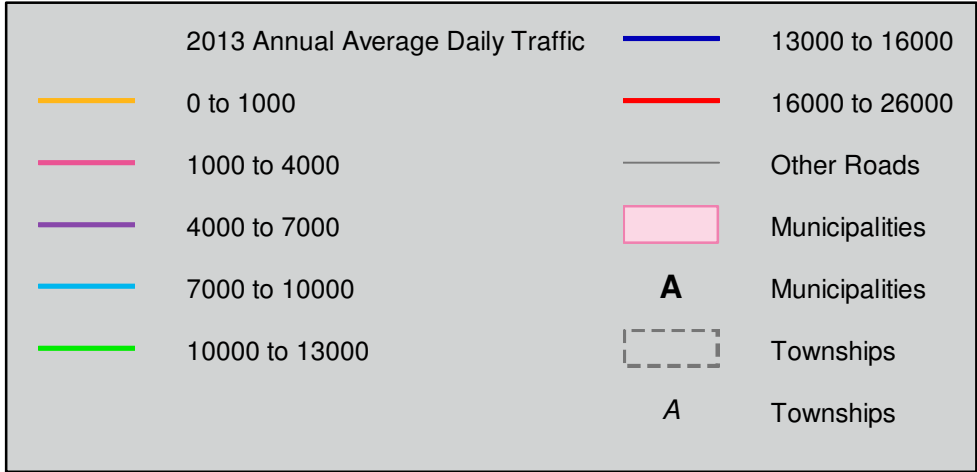 2013 Annual Average Daily Traffic
0 to 1000
1000 to 4000
4000 to 7000
7000 to 10000
10000 to 13000
13000 to 16000
16000 to 26000
Other Roads
Municipalities
A Municipalities
Townships
A Townships